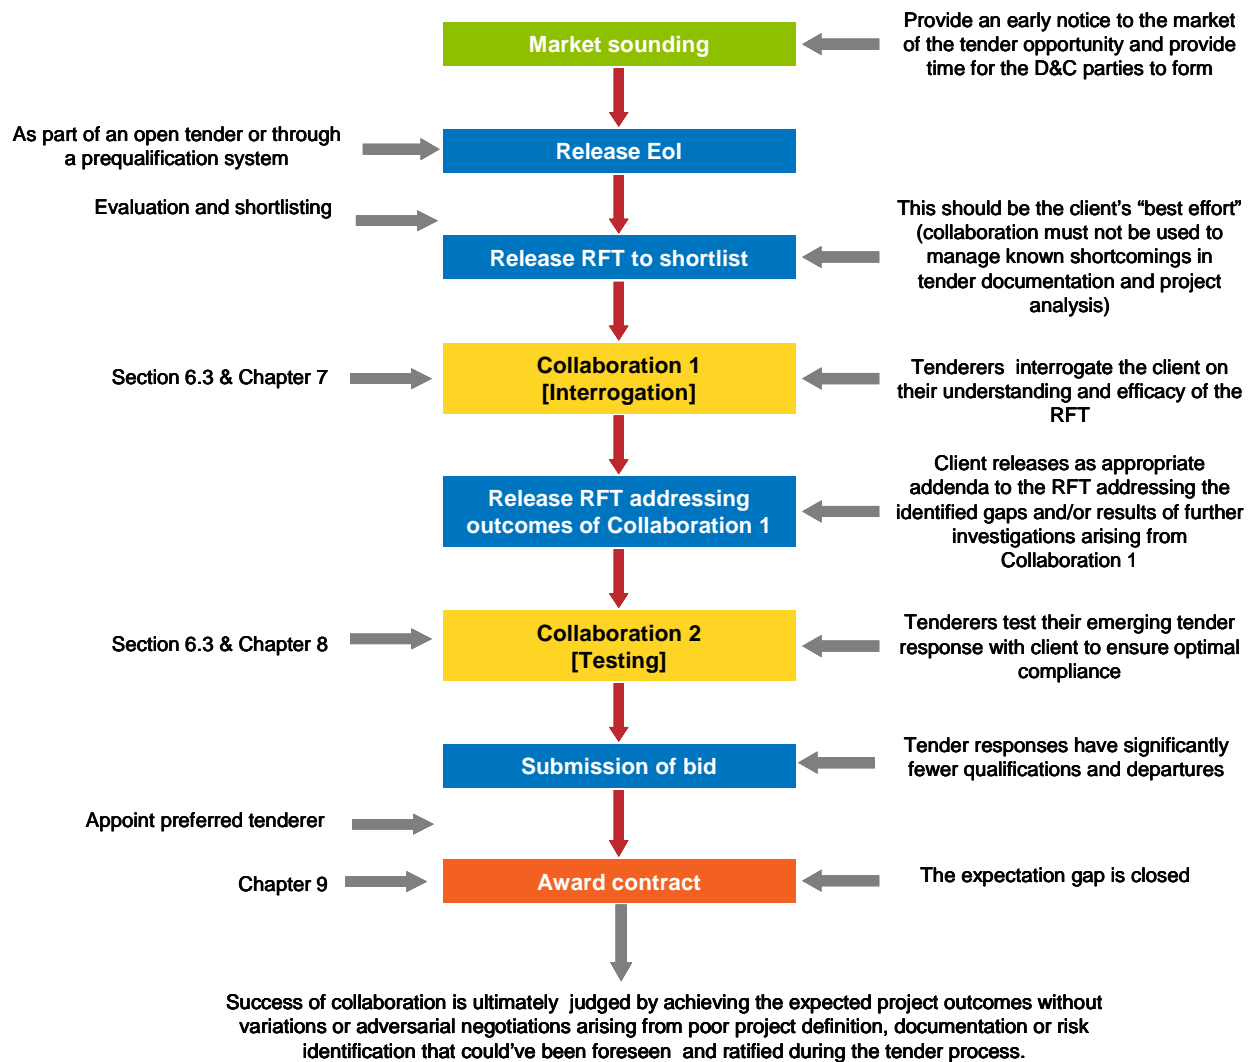 Market sounding
Provide an early notice to the market
of the tender opportunity and provide
time for the D&C parties to form
As part of an open tender or through
a prequalification system
Release EoI
Evaluation and shortlisting
Release RFT to shortlist
This should be the client's “best effort”
(collaboration must not be used to
manage known shortcomings in
tender documentation and project
analysis)
Section 6.3 & Chapter 7
Collaboration 1
[Interrogation]
Tenderers interrogate the client on
their understanding and efficacy of the
RFT
Release RFT addressing
outcomes of Collaboration 1
Client releases as appropriate
addenda to the RFT addressing the
identified gaps and/or results of further
investigations arising from
Collaboration 1
Section 6.3 & Chapter 8
Collaboration 2
[Testing]
Tenderers test their emerging tender
response with client to ensure optimal
compliance
Submission of bid
Tender responses have significantly
fewer qualifications and departures
Appoint preferred tenderer
Chapter 9
Award contract
The expectation gap is closed
Success of collaboration is ultimately judged by achieving the expected project outcomes without
variations or adversarial negotiations arising from poor project definition, documentation or risk
identification that could've been foreseen and ratified during the tender process.